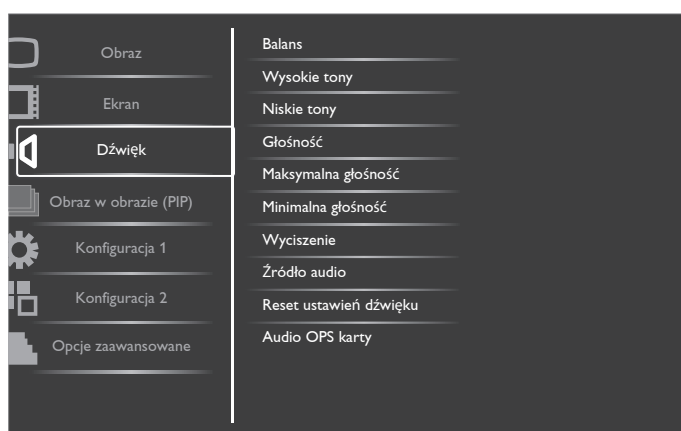 Obraz
Ekran
Dźwięk
Obraz w obrazie (PIP)
Konfiguracja 1
Konfiguracja 2
Opcje zaawansowane
Balans
Wysokie tony
Niskie tony
Głośność
Maksymalna głośność
Minimalna głośność
Wyciszenie
Źródło audio
Reset ustawień dźwięku
Audio OPS karty